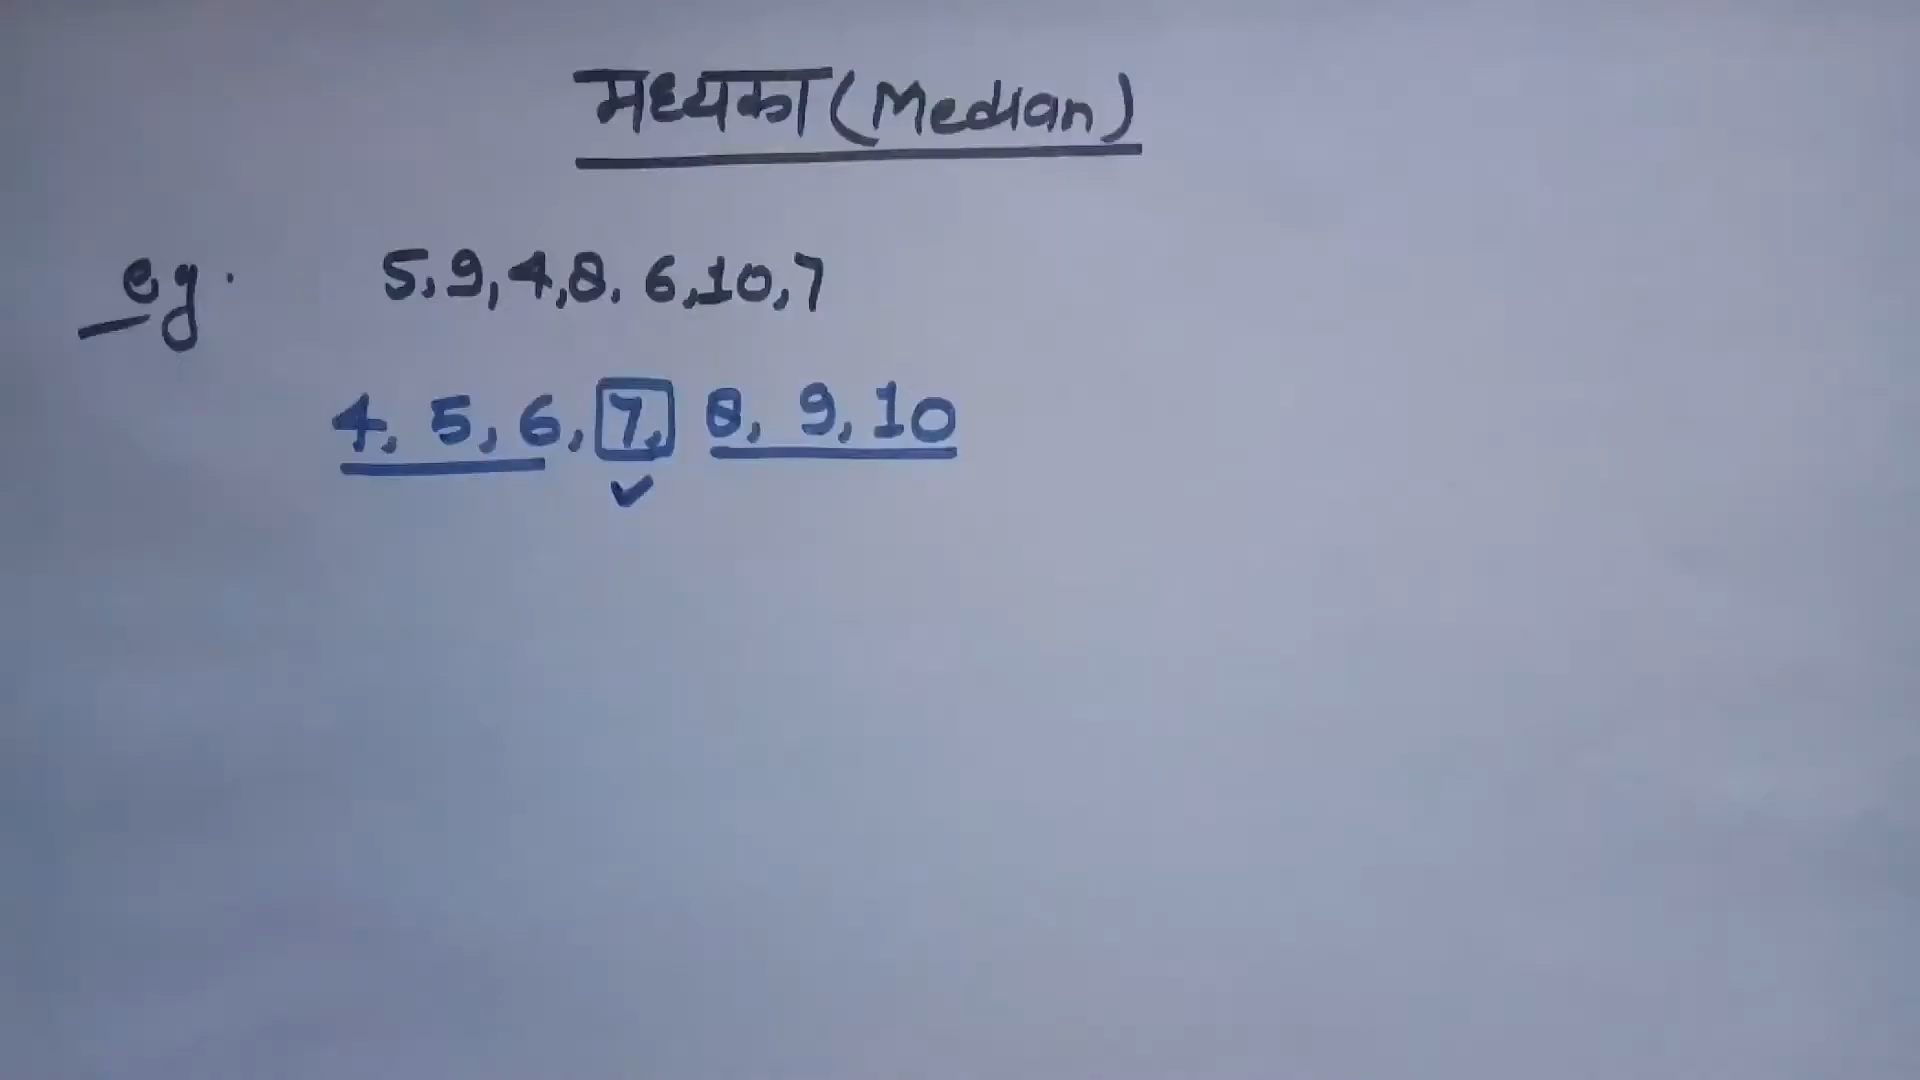 मध्यका (Median)
eg. 5, 9, 4, 8, 6, 10, 7
4, 5, 6, 7, 8, 9, 10